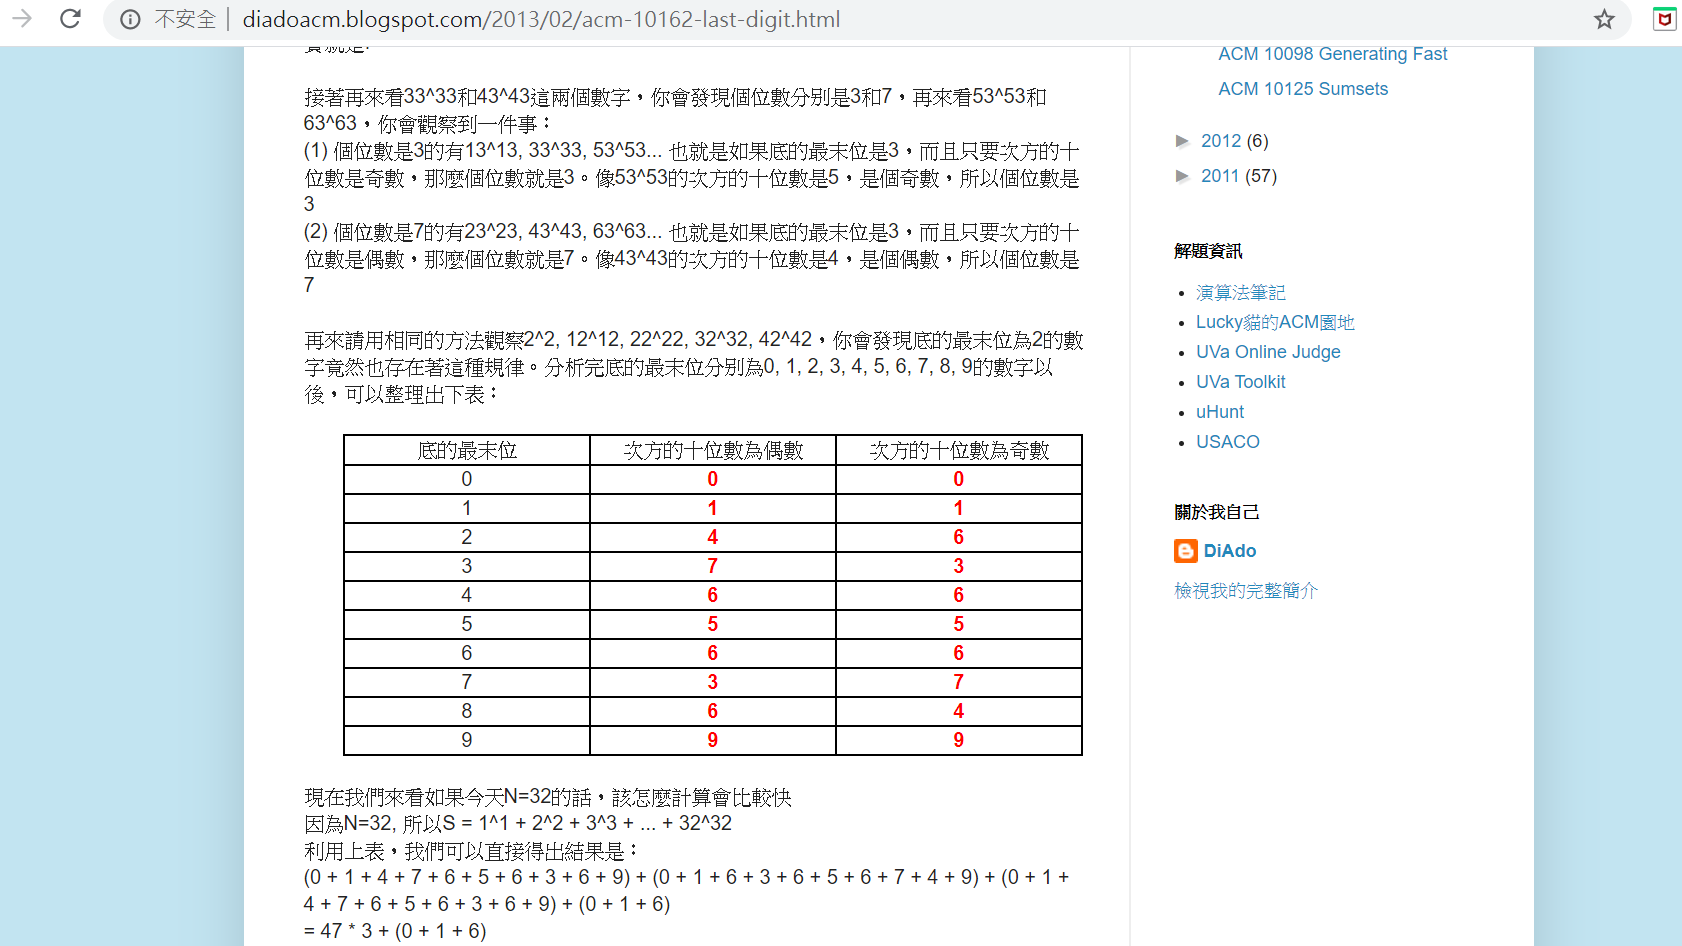 不安全 diadoacm.blogspot.com/2013/02/acm-10162-last-digit.html
接著再來看33^33和43^43這兩個數字，你會發現個位數分別是3和7，再來看53^53和
63^63，你會觀察到一件事：
(1) 個位數是3的有13^13, 33^33, 53^53... 也就是如果底的最末位是3，而且只要次方的十
位數是奇數，那麼個位數就是3。像53^53的次方的十位數是5，是個奇數，所以個位數是
3
(2) 個位數是7的有23^23, 43^43, 63^63... 也就是如果底的最末位是3，而且只要次方的十
位數是偶數，那麼個位數就是7。像43^43的次方的十位數是4，是個偶數，所以個位數是
7
再來請用相同的方法觀察2^2, 12^12, 22^22, 32^32, 42^42，你會發現底的最末位為2的數
字竟然也存在著這種規律。分析完底的最末位分別為0, 1, 2, 3, 4, 5, 6, 7, 8, 9的數字以
後，可以整理出下表：
底的最末位 次方的十位數為偶數 次方的十位數為奇數
0 0 0
1 1 1
2 4 6
3 7 3
4 6 6
5 5 5
6 6 6
7 3 7
8 6 4
9 9 9
現在我們來看如果今天N=32的話，該怎麼計算會比較快
因為N=32, 所以S = 1^1 + 2^2 + 3^3 + ... + 32^32
利用上表，我們可以直接得出結果是：
(0 + 1 + 4 + 7 + 6 + 5 + 6 + 3 + 6 + 9) + (0 + 1 + 6 + 3 + 6 + 5 + 6 + 7 + 4 + 9) + (0 + 1 +
4 + 7 + 6 + 5 + 6 + 3 + 6 + 9) + (0 + 1 + 6)
= 47 * 3 + (0 + 1 + 6)
ACM 10098 Generating Fast
ACM 10125 Sumsets
► 2012 (6)
► 2011 (57)
解題資訊
• 演算法筆記
• Lucky貓的ACM園地
• UVa Online Judge
• UVa Toolkit
• uHunt
• USACO
關於我自己
DiAdo
檢視我的完整簡介